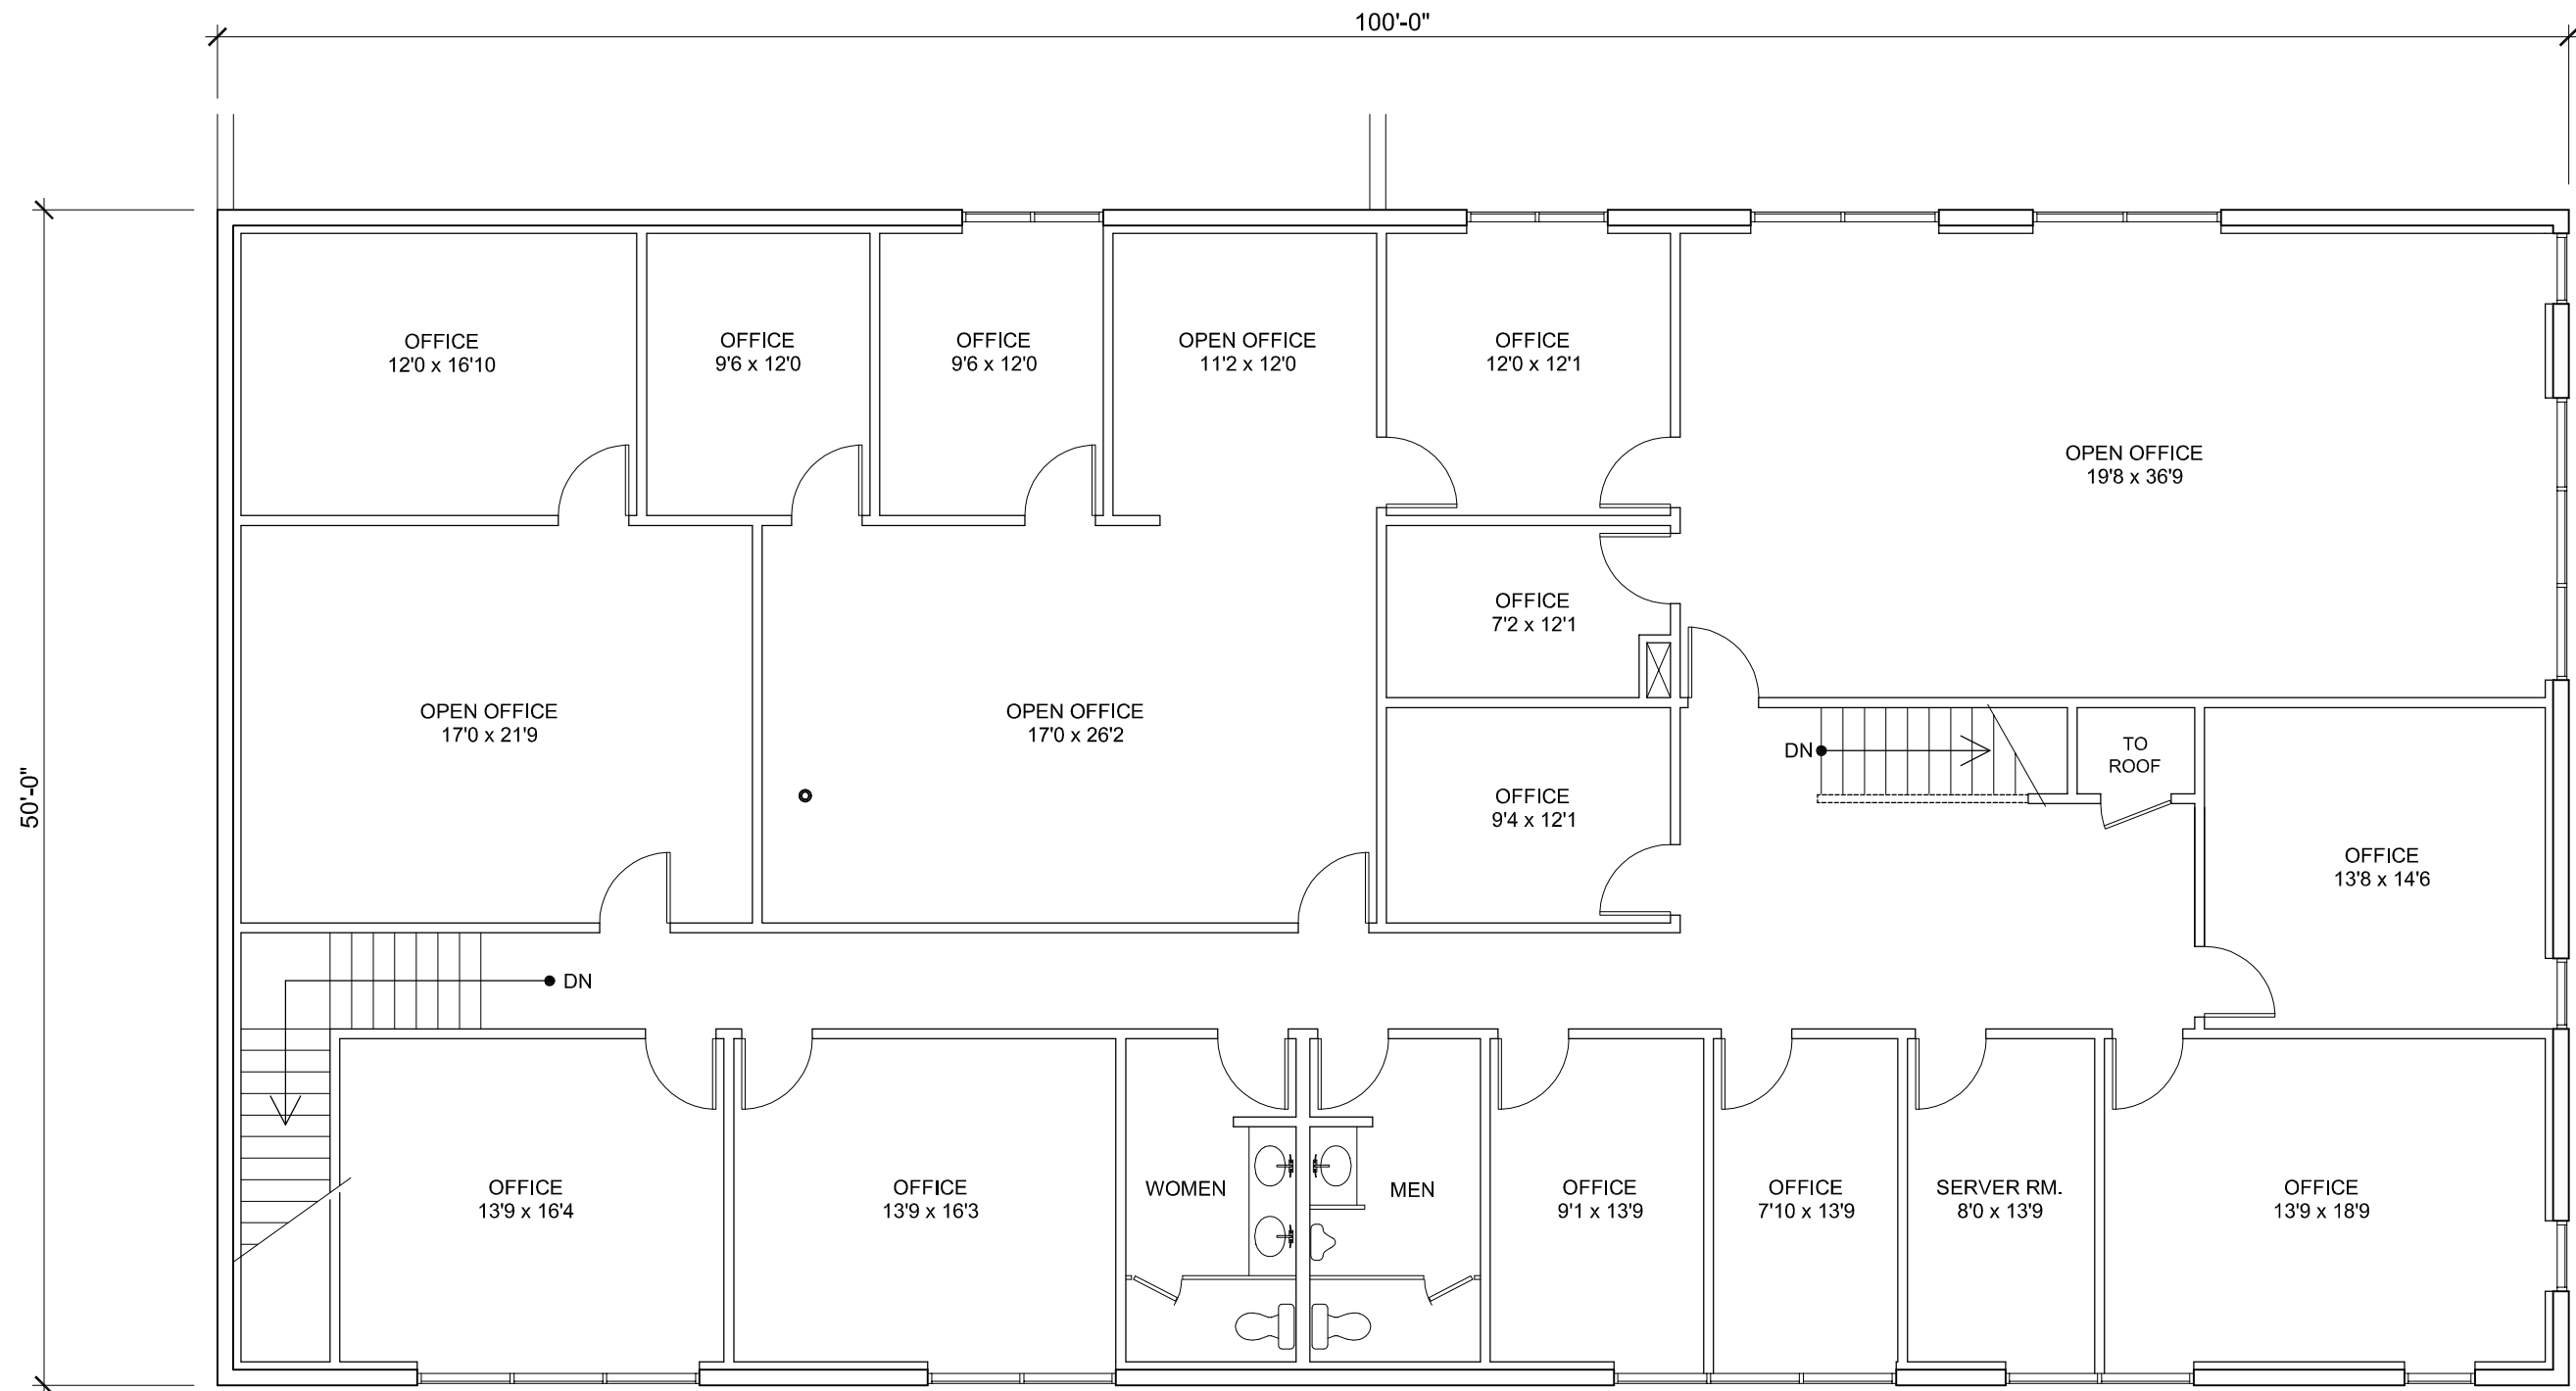 100'-0"
50'-0"
OFFICE
12'0 x 16'10
OFFICE
9'6 x 12'0
OFFICE
9'6 x 12'0
OPEN OFFICE
11'2 x 12'0
OFFICE
12'0 x 12'1
OPEN OFFICE
19'8 x 36'9
OFFICE
7'2 x 12'1
OPEN OFFICE
17'0 x 21'9
OPEN OFFICE
17'0 x 26'2
OFFICE
9'4 x 12'1
DN
TO
ROOF
OFFICE
13'8 x 14'6
DN
OFFICE
13'9 x 16'4
OFFICE
13'9 x 16'3
WOMEN
MEN
OFFICE
9'1 x 13'9
OFFICE
7'10 x 13'9
SERVER RM.
8'0 x 13'9
OFFICE
13'9 x 18'9